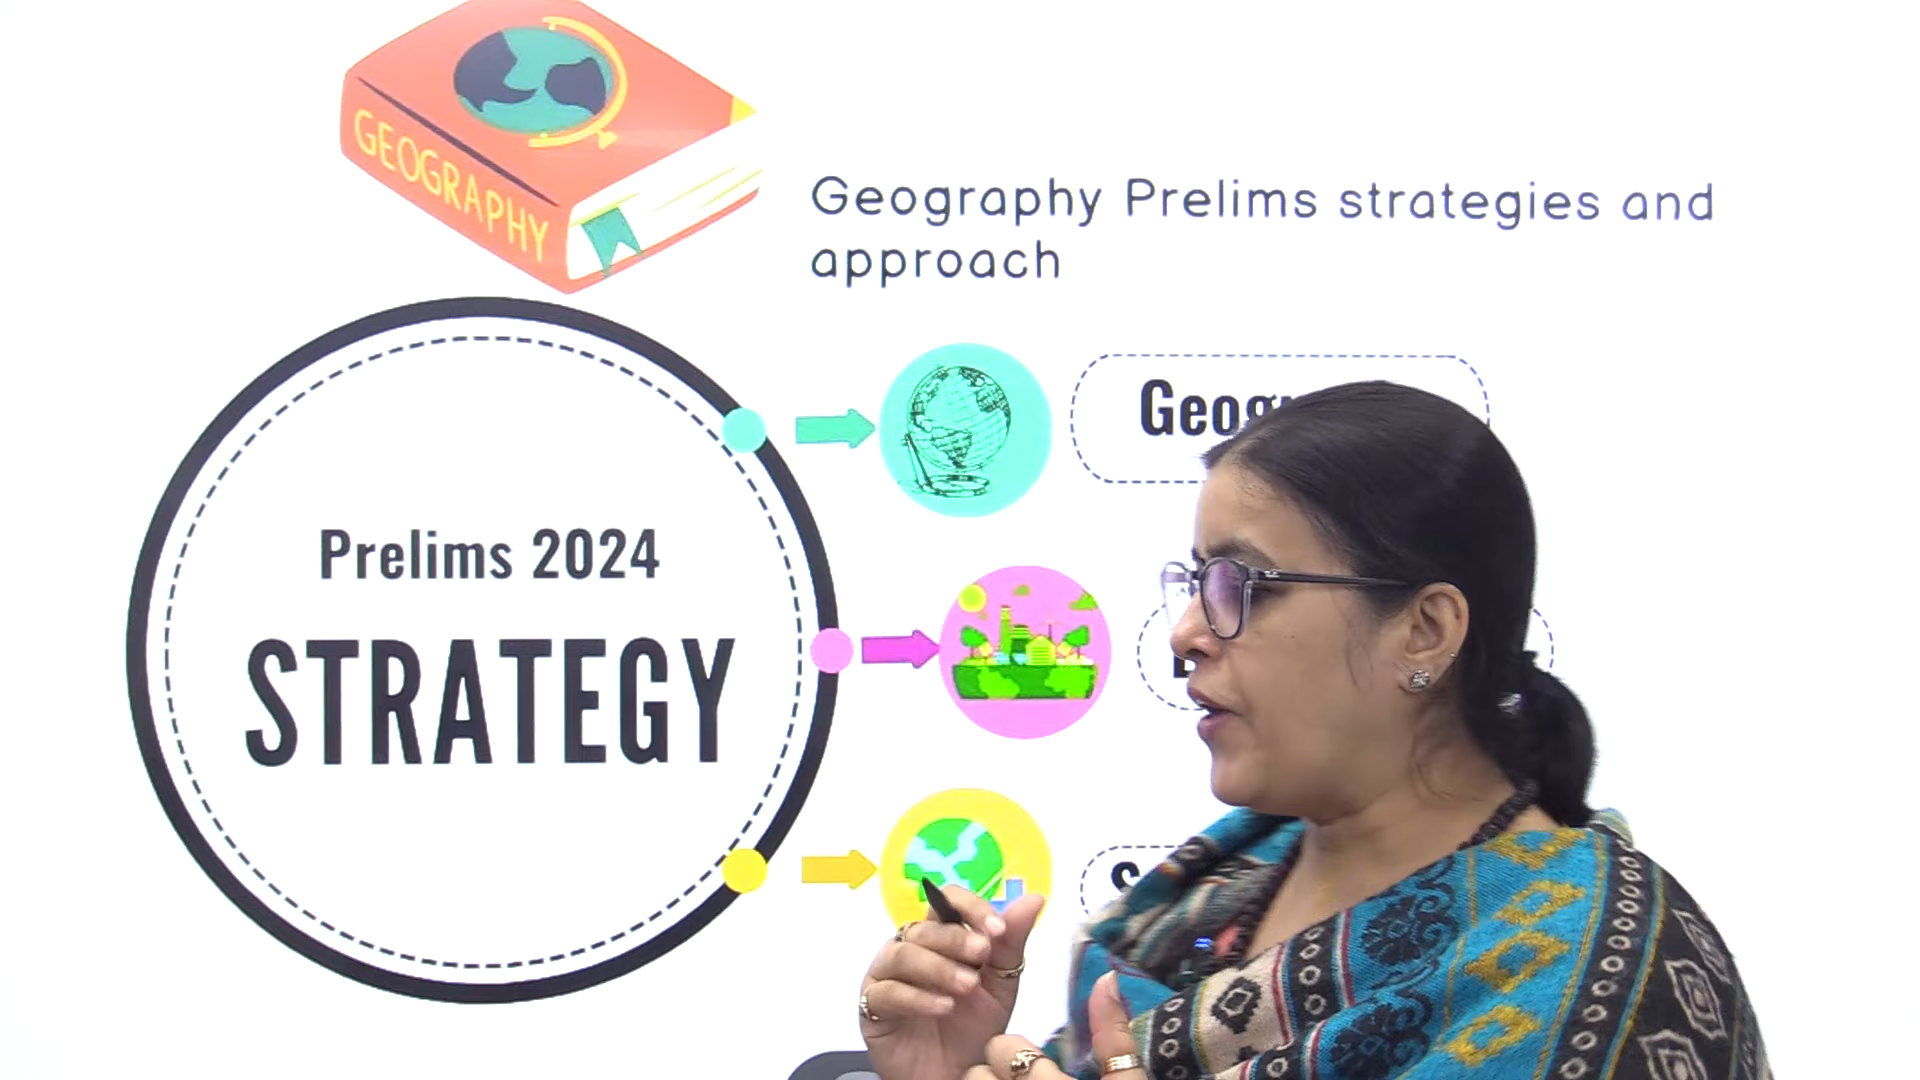 GEOGRAPHY
Geography Prelims strategies and
approach
Prelims 2024
STRATEGY